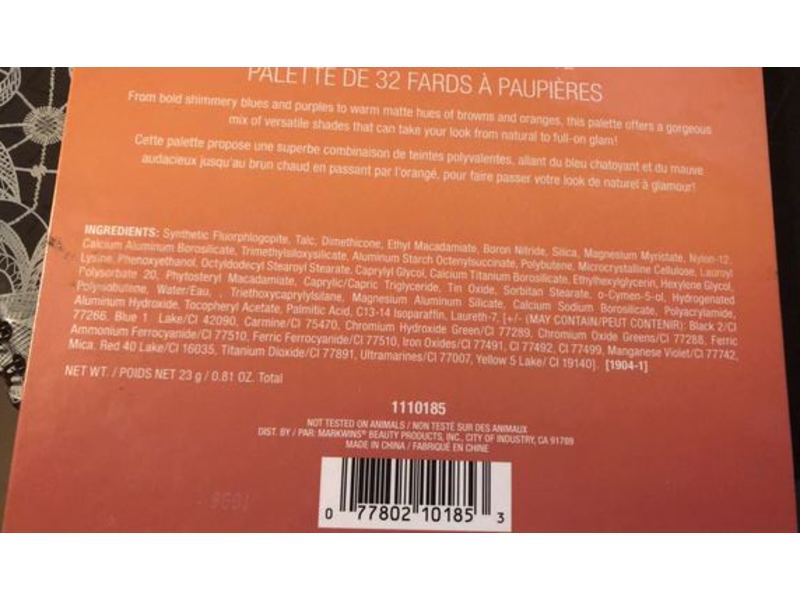 PALETTE DE 32 FARDS À PAUPIÈRES
From bold shimmery blues and purples to warm matte hues of browns and oranges, this palette offers a gorgeous
mix of versatile shades that can take your look from natural to full-on glam!
Cette palette propose une superbe combinaison de teintes polyvalentes, allant du bleu chatoyant et du mauve
audacieux jusqu'au brun chaud en passant par l'orangé, pour faire passer votre look de naturel à glamour!
INGREDIENTS: Synthetic Fluorphlogopite, Talc, Dimethicone, Ethyl Macadamiate, Boron Nitride, Silica, Magnesium Myristate, Nylon-12,
Calcium Aluminum Borosilicate, Trimethylsiloxysilicate, Aluminum Starch Octenylsuccinate, Polybutene, Microcrystalline Cellulose, Lauroyl
Lysine, Phenoxyethanol, Octyldodecyl Stearoyl Stearate, Caprylyl Glycol, Calcium Titanium Borosilicate, Ethylhexylglycerin, Hexylene Glycol,
Polysorbate 20, Phytosteryl Macadamiate, Caprylic/Capric Triglyceride, Tin Oxide, Sorbitan Stearate, o-Cymen-5-ol, Hydrogenated
Polyisobutene, Water/Eau, , Triethoxycaprylylsilane, Magnesium Aluminum Silicate, Calcium Sodium Borosilicate, Polyacrylamide,
Aluminum Hydroxide, Tocopheryl Acetate, Palmitic Acid, C13-14 Isoparaffin, Laureth-7, [+/- (MAY CONTAIN/PEUT CONTENIR): Black 2/CI
77266, Blue 1 Lake/CI 42090, Carmine/CI 75470, Chromium Hydroxide Green/CI 77289, Chromium Oxide Greens/CI 77288, Ferric
Ammonium Ferrocyanide/CI 77510, Ferric Ferrocyanide/CI 77510, Iron Oxides/CI 77491, CI 77492, CI 77499, Manganese Violet/CI 77742,
Mica, Red 40 Lake/CI 16035, Titanium Dioxide/CI 77891, Ultramarines/CI 77007, Yellow 5 Lake/ CI 19140]. [1904-1]
NET WT. / POIDS NET 23 g / 0.81 OZ. Total
1110185
NOT TESTED ON ANIMALS / NON TESTÉ SUR DES ANIMAUX
DIST. BY / PAR: MARKWINS® BEAUTY PRODUCTS, INC., CITY OF INDUSTRY, CA 91789
MADE IN CHINA / FABRIQUÉ EN CHINE
0 77802 10185 3